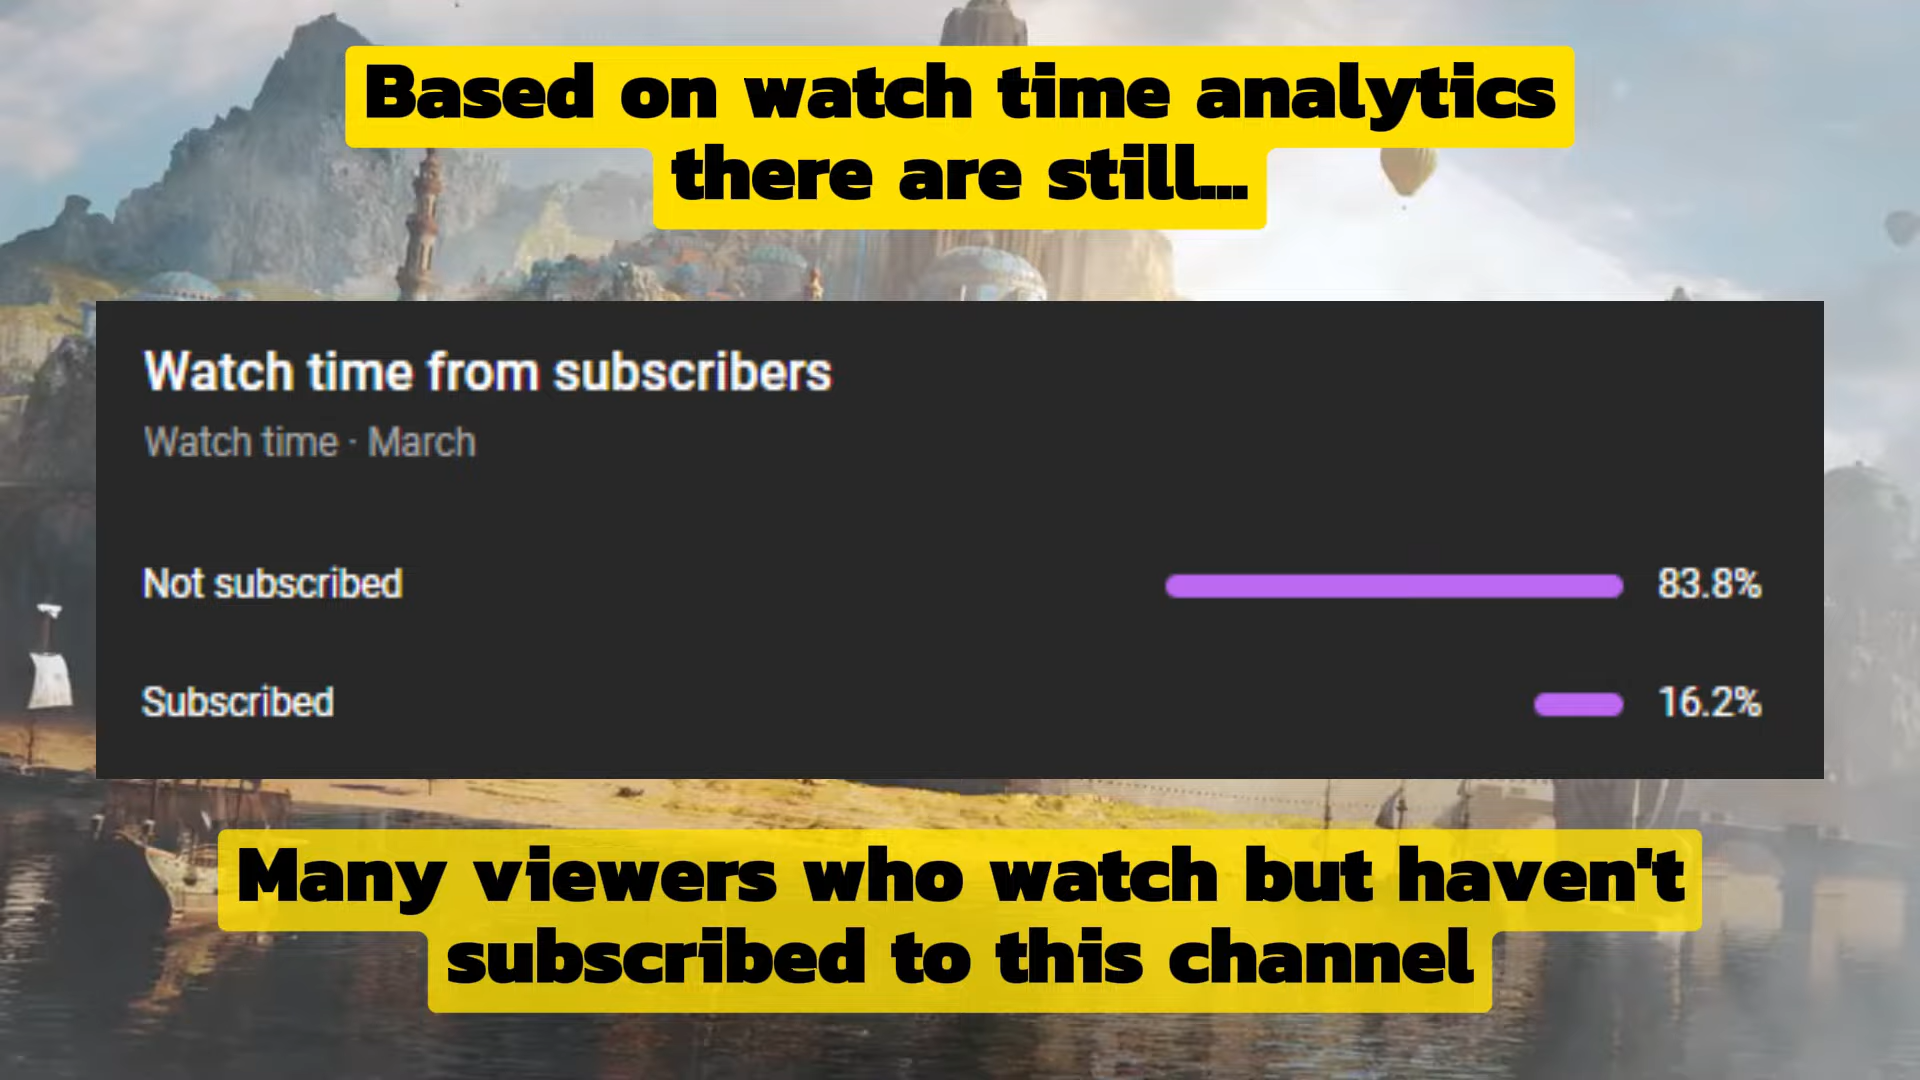 Based on watch time analytics
there are still...
Watch time from subscribers
Watch time · March
Not subscribed 83.8%
Subscribed 16.2%
Many viewers who watch but haven't
subscribed to this channel